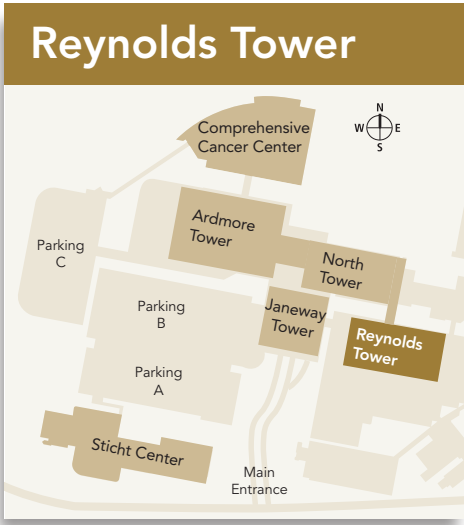 Reynolds Tower
N
W E
S
Comprehensive
Cancer Center
Ardmore
Tower
North
Tower
Parking
C
Janeway
Tower
Parking
B
Reynolds
Tower
Parking
A
Sticht Center
Main
Entrance